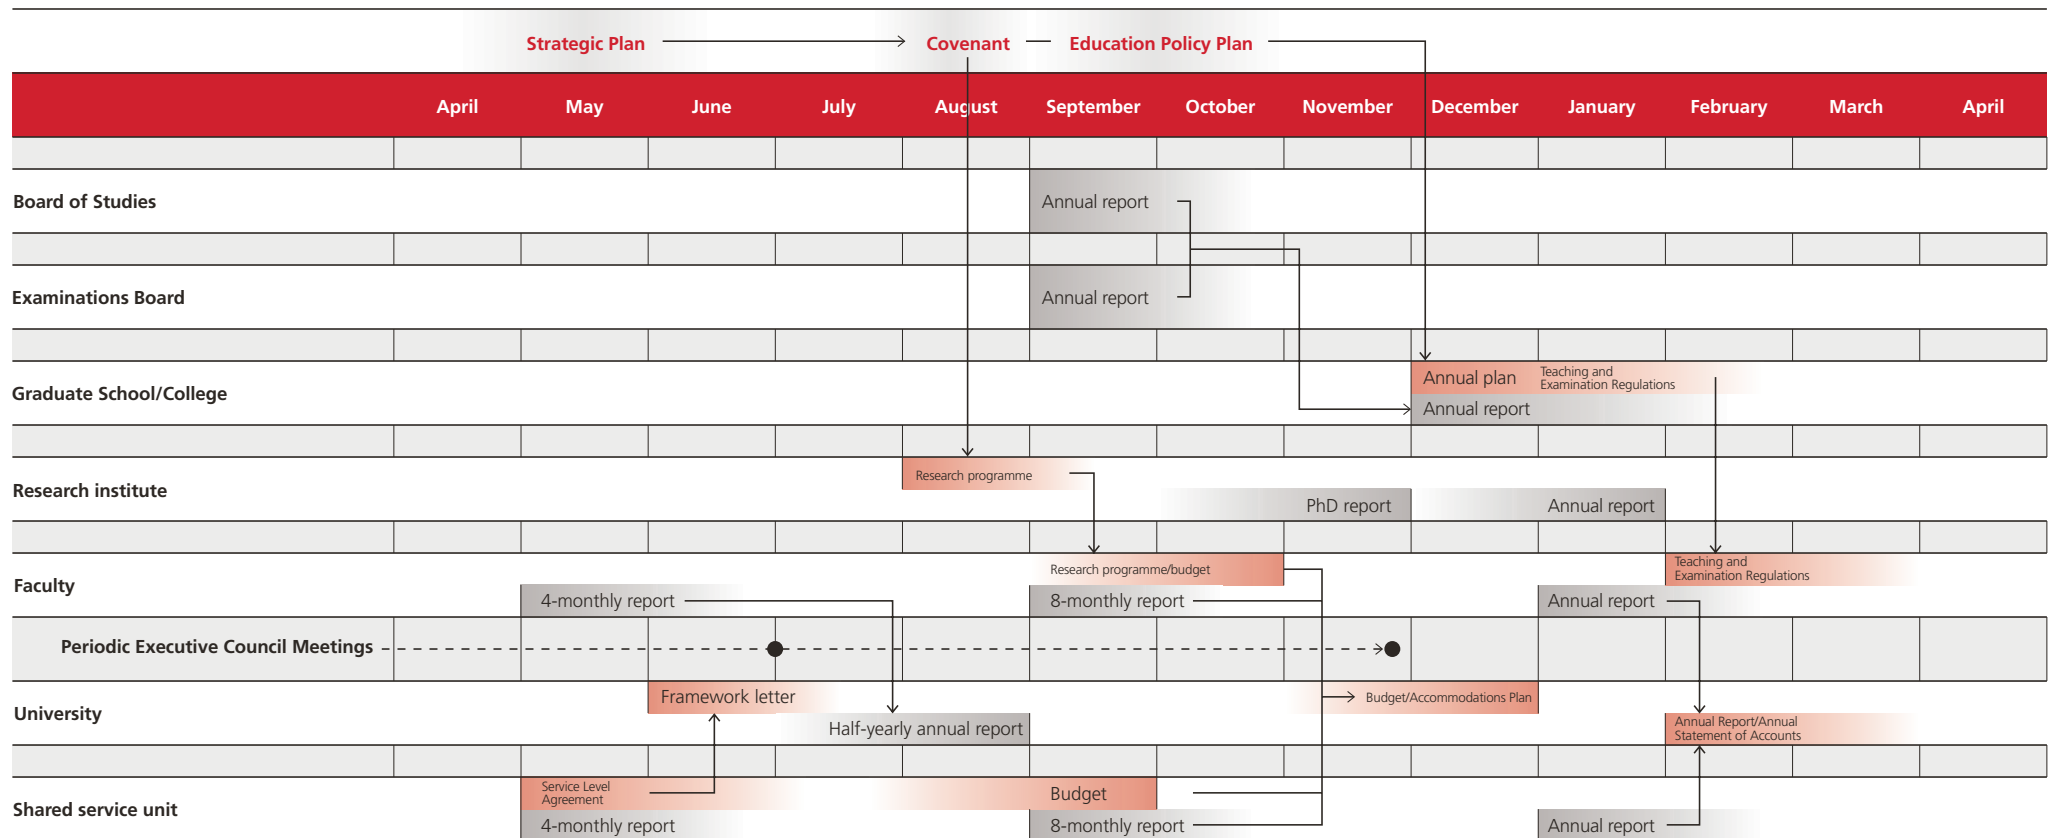 Strategic Plan
Covenant
Education Policy Plan
April May June July August September October November December January February March April
Board of Studies
Annual report
Examinations Board
Annual report
Graduate School/College
Annual plan
Teaching and
Examination Regulations
Annual report
Research institute
Research programme
PhD report
Annual report
Faculty
Research programme/budget
Teaching and
Examination Regulations
4-monthly report
8-monthly report
Annual report
Periodic Executive Council Meetings
University
Framework letter
Budget/Accommodations Plan
Half-yearly annual report
Annual Report/Annual
Statement of Accounts
Shared service unit
Service Level
Agreement
Budget
4-monthly report
8-monthly report
Annual report